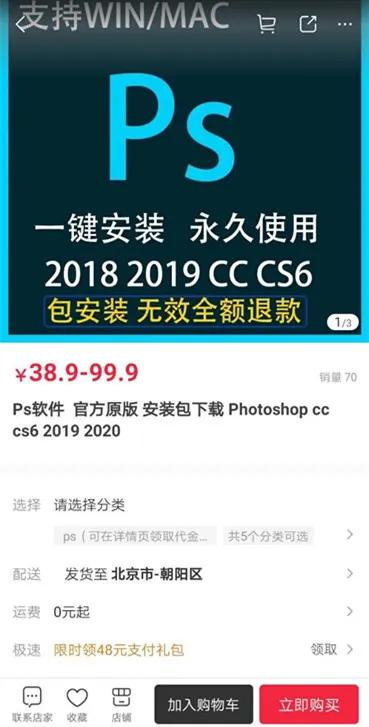 支持WIN/MAC
Ps
一键安装 永久使用
2018 2019 CC CS6
包安装 无效全额退款
1/3
¥38.9-99.9
销量 70
Ps软件 官方原版 安装包下载 Photoshop cc
cs6 2019 2020
选择 请选择分类
ps（可在详情页领取代金... 共5个分类可选
配送 发货至 北京市-朝阳区
运费 0元起
极速 限时领48元支付礼包 领取
联系店家 收藏 店铺 加入购物车 立即购买